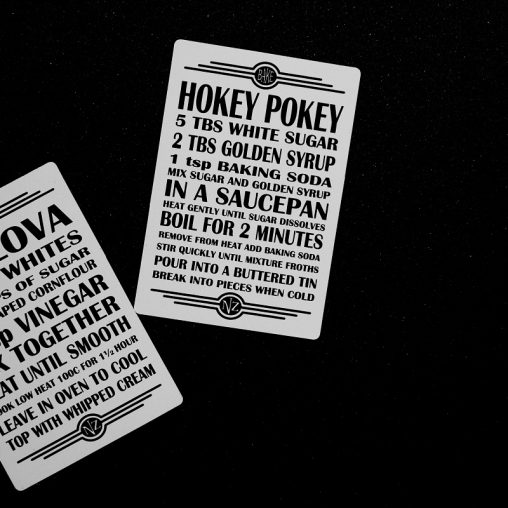 BAKE
HOKEY POKEY
5 TBS WHITE SUGAR
2 TBS GOLDEN SYRUP
1 tsp BAKING SODA
MIX SUGAR AND GOLDEN SYRUP
IN A SAUCEPAN
HEAT GENTLY UNTIL SUGAR DISSOLVES
BOIL FOR 2 MINUTES
REMOVE FROM HEAT ADD BAKING SODA
STIR QUICKLY UNTIL MIXTURE FROTHS
POUR INTO A BUTTERED TIN
BREAK INTO PIECES WHEN COLD
NZ
LOVA
WHITES
OF SUGAR
CORNFLOUR
VINEGAR
TOGETHER
UNTIL SMOOTH
LOW HEAT 100C FOR 1½ HOUR
LEAVE IN OVEN TO COOL
TOP WITH WHIPPED CREAM
NZ